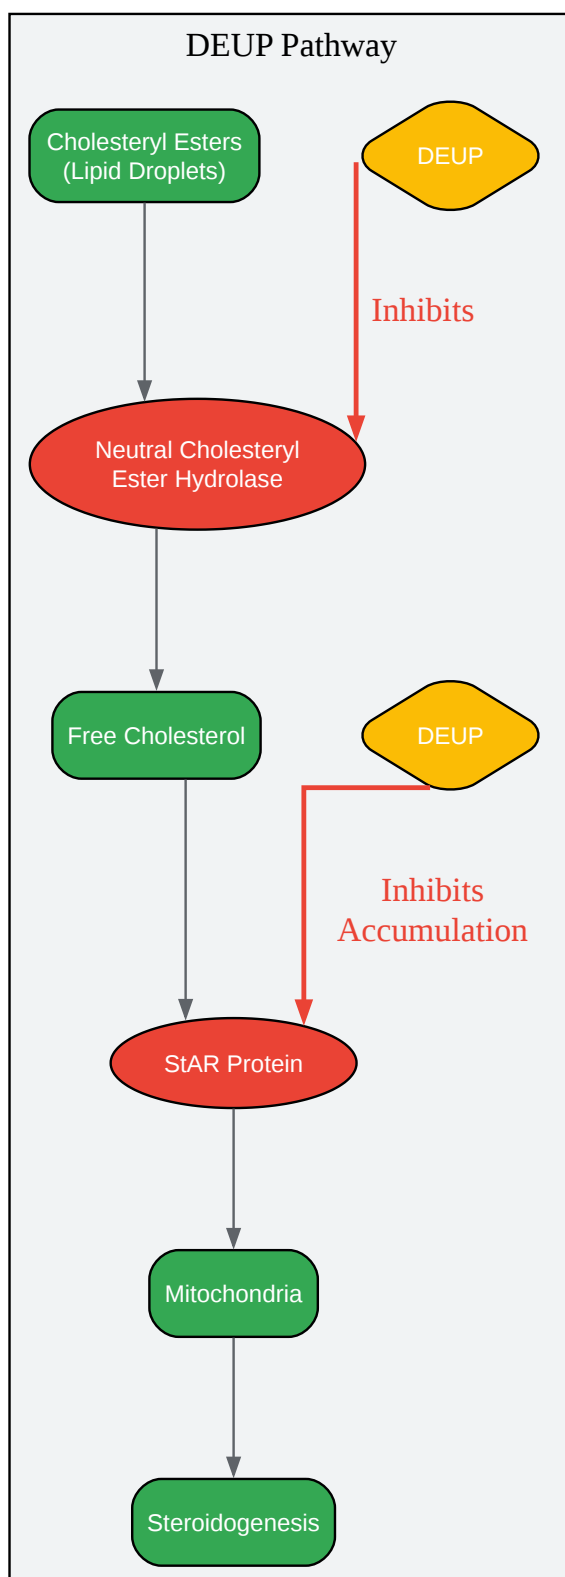 DEUP Pathway
Cholesteryl Esters
(Lipid Droplets)
DEUP
Inhibits
Neutral Cholesteryl
Ester Hydrolase
Free Cholesterol
DEUP
Inhibits
Accumulation
StAR Protein
Mitochondria
Steroidogenesis